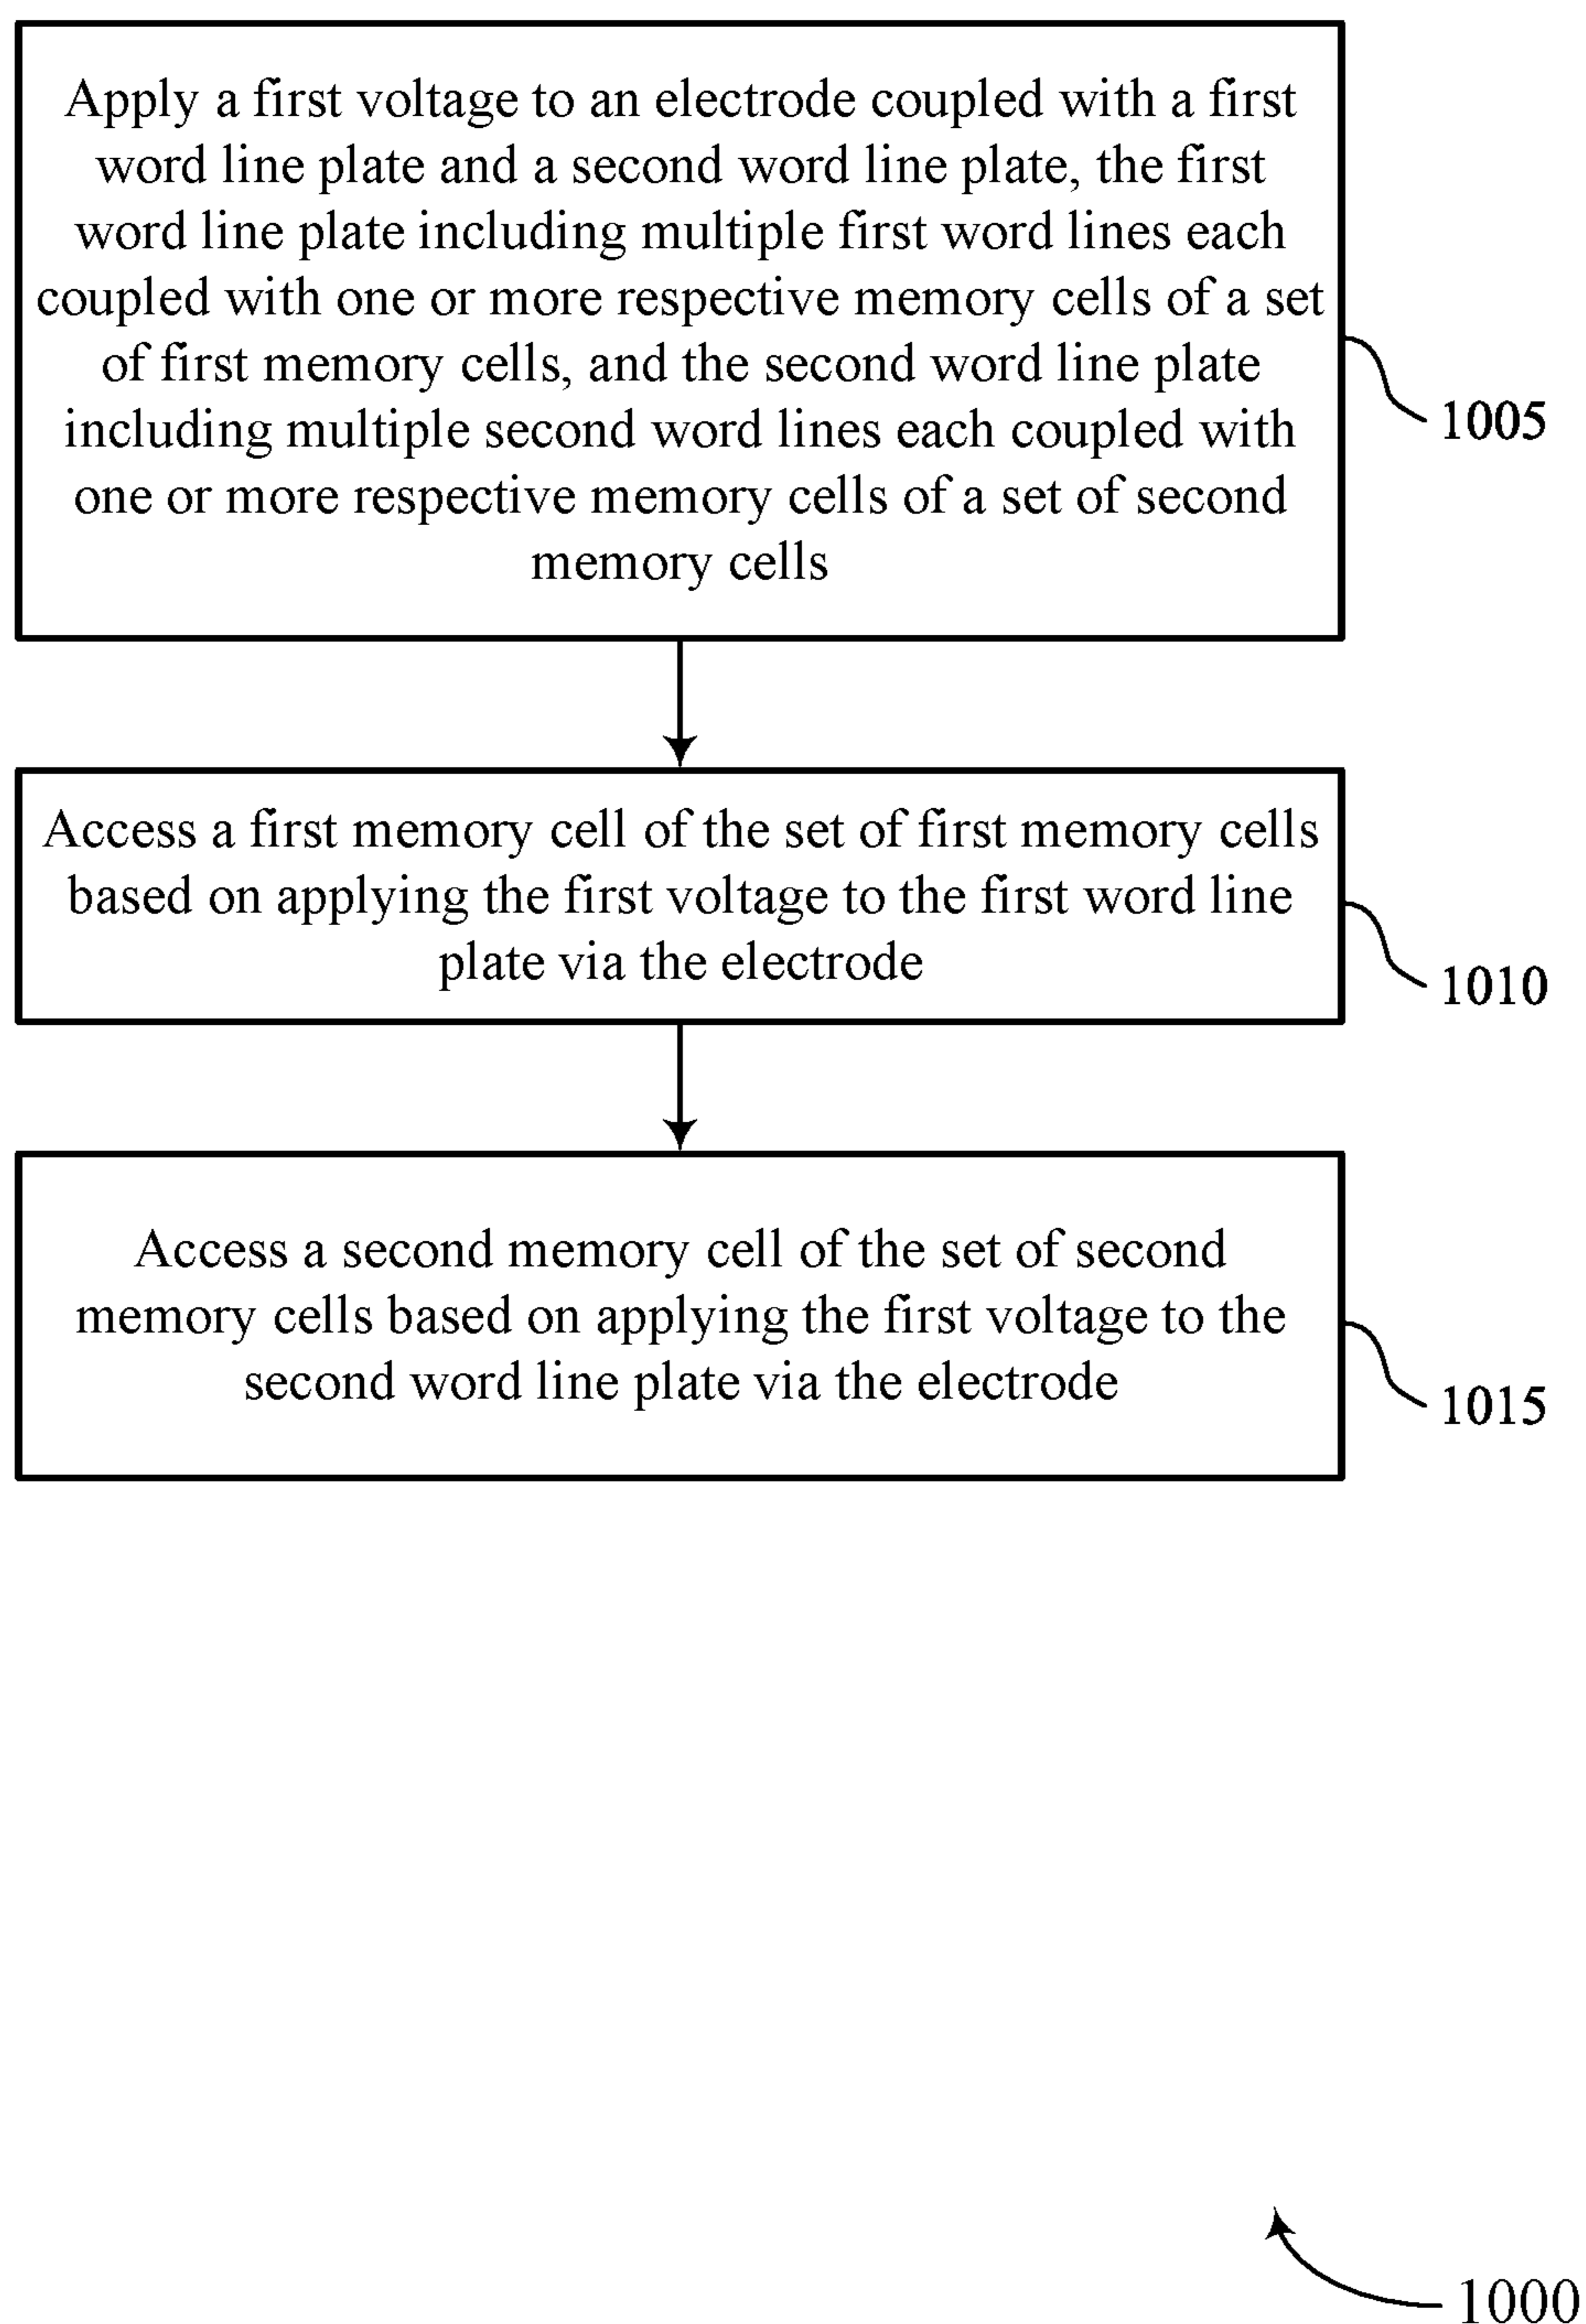 Apply a first voltage to an electrode coupled with a first
word line plate and a second word line plate, the first
word line plate including multiple first word lines each
coupled with one or more respective memory cells of a set
of first memory cells, and the second word line plate
including multiple second word lines each coupled with
one or more respective memory cells of a set of second
memory cells
1005
Access a first memory cell of the set of first memory cells
based on applying the first voltage to the first word line
plate via the electrode
1010
Access a second memory cell of the set of second
memory cells based on applying the first voltage to the
second word line plate via the electrode
1015
1000